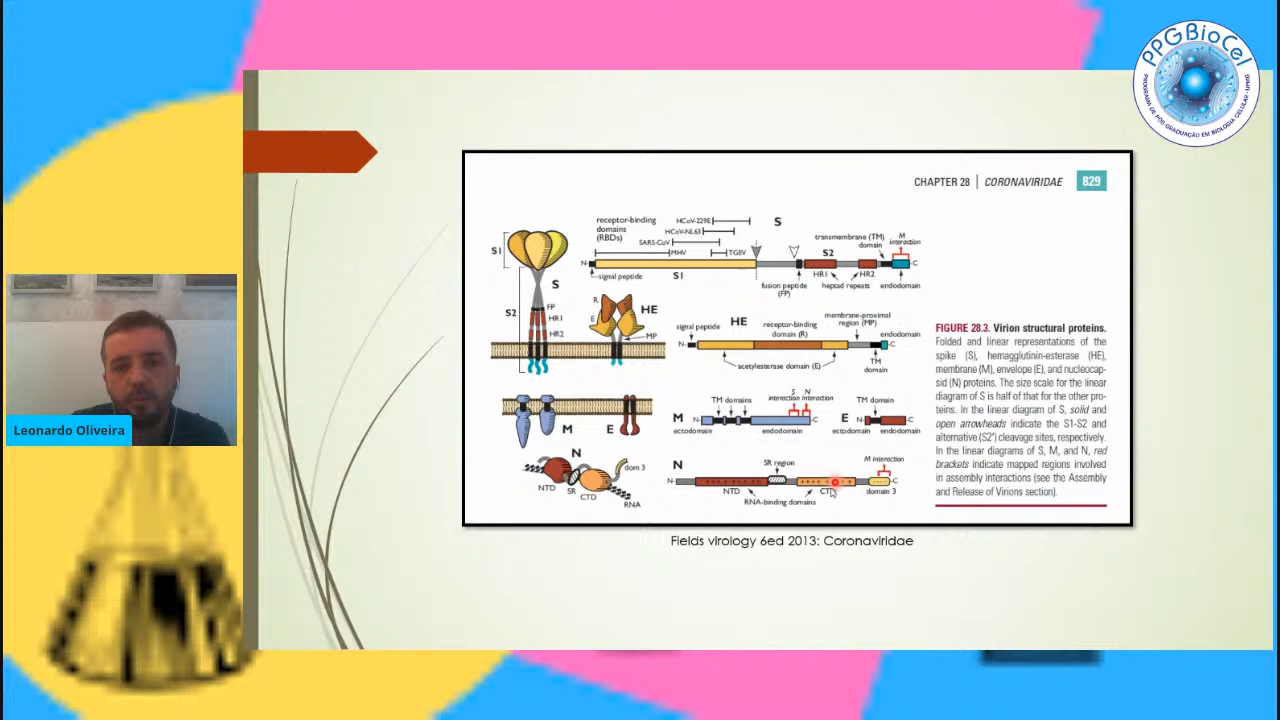 PPGBioCel
PROGRAMA DE PÓS-GRADUAÇÃO EM BIOLOGIA CELULAR - UFMG
CHAPTER 28 | CORONAVIRIDAE 829
receptor-binding
domains
(RBDs)
HCoV-229E
HCoV-NL63
SARS-CoV
MHV
TGEV
S
transmembrane (TM)
domain
M
interaction
S1
N-
S2
-C
signal peptide
S1
fusion peptide
(FP)
HR1
HR2
heptad repeats
endodomain
S
S2
FP
HR1
HR2
R
E
HE
MP
signal peptide
HE
receptor-binding
domain (R)
membrane-proximal
region (MP)
endodomain
N-
-C
acetylesterase domain (E)
TM
domain
M
E
TM domains
S
interaction
N
interaction
TM domain
M
N-
-C
E
N-
-C
ectodomain
endodomain
ectodomain
endodomain
N
dom 3
NTD
SR
CTD
RNA
N
SR region
M interaction
N-
-C
NTD
CTD
domain 3
RNA-binding domains
FIGURE 28.3. Virion structural proteins.
Folded and linear representations of the
spike (S), hemagglutinin-esterase (HE),
membrane (M), envelope (E), and nucleocap-
sid (N) proteins. The size scale for the linear
diagram of S is half of that for the other pro-
teins. In the linear diagram of S, solid and
open arrowheads indicate the S1-S2 and
alternative (S2′) cleavage sites, respectively.
In the linear diagrams of S, M, and N, red
brackets indicate mapped regions involved
in assembly interactions (see the Assembly
and Release of Virions section).
Fields virology 6ed 2013: Coronaviridae
Leonardo Oliveira